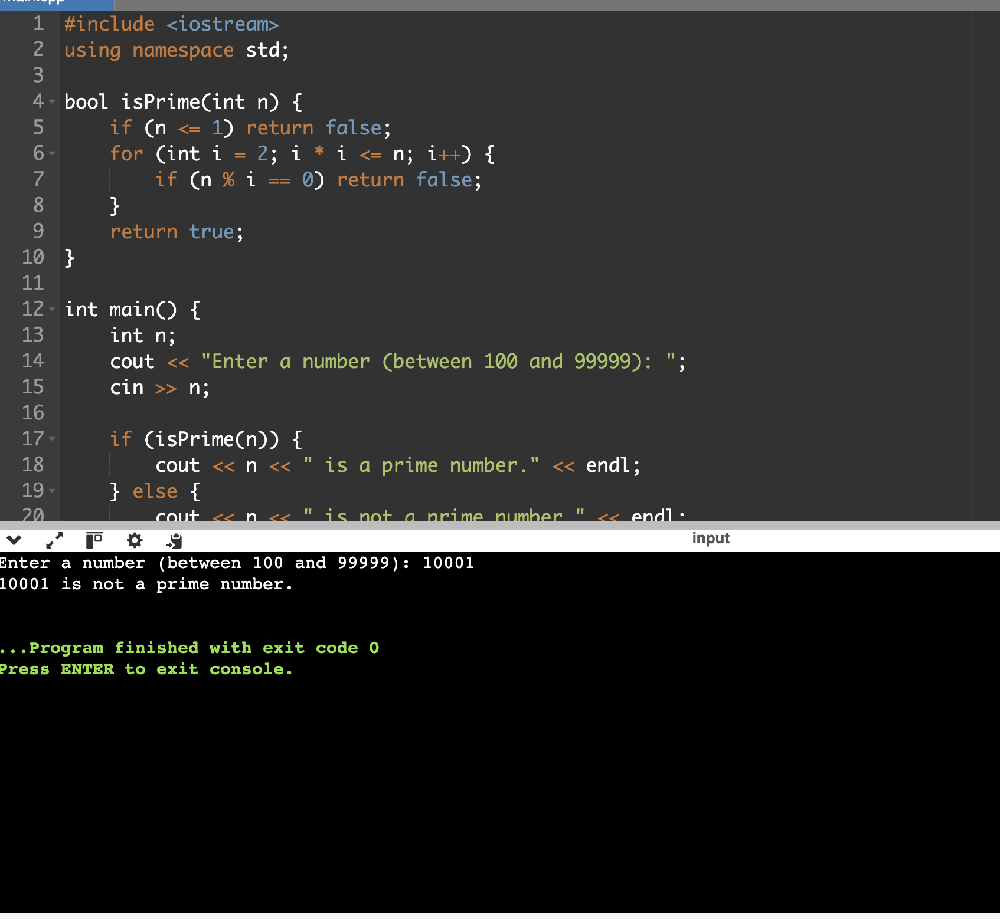 main.cpp
1 #include <iostream>
2 using namespace std;
3
4 bool isPrime(int n) {
5     if (n <= 1) return false;
6     for (int i = 2; i * i <= n; i++) {
7         if (n % i == 0) return false;
8     }
9     return true;
10 }
11
12 int main() {
13     int n;
14     cout << "Enter a number (between 100 and 99999): ";
15     cin >> n;
16
17     if (isPrime(n)) {
18         cout << n << " is a prime number." << endl;
19     } else {
20         cout << n << " is not a prime number." << endl;
input
Enter a number (between 100 and 99999): 10001
10001 is not a prime number.
...Program finished with exit code 0
Press ENTER to exit console.